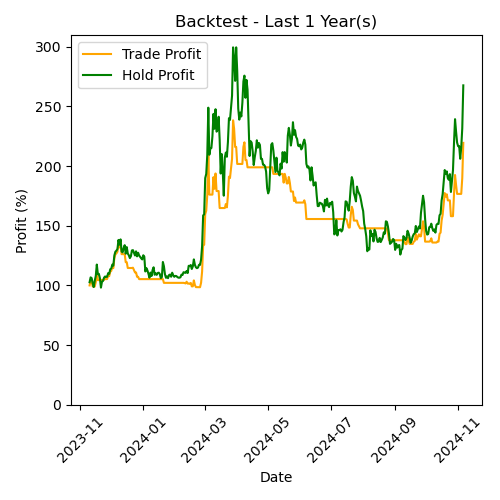 Backtest - Last 1 Year(s)
Trade Profit
Hold Profit
Profit (%)
300
250
200
150
100
50
0
2023-11
2024-01
2024-03
2024-05
2024-07
2024-09
2024-11
Date